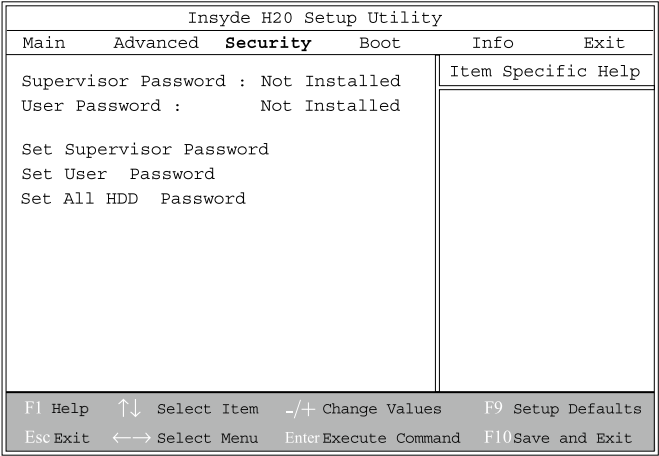 Insyde H20 Setup Utility
Main Advanced Security Boot Info Exit
Supervisor Password : Not Installed
User Password : Not Installed
Set Supervisor Password
Set User Password
Set All HDD Password
Item Specific Help
F1 Help ↑↓ Select Item -/+ Change Values F9 Setup Defaults
Esc Exit ←→ Select Menu Enter Execute Command F10 Save and Exit